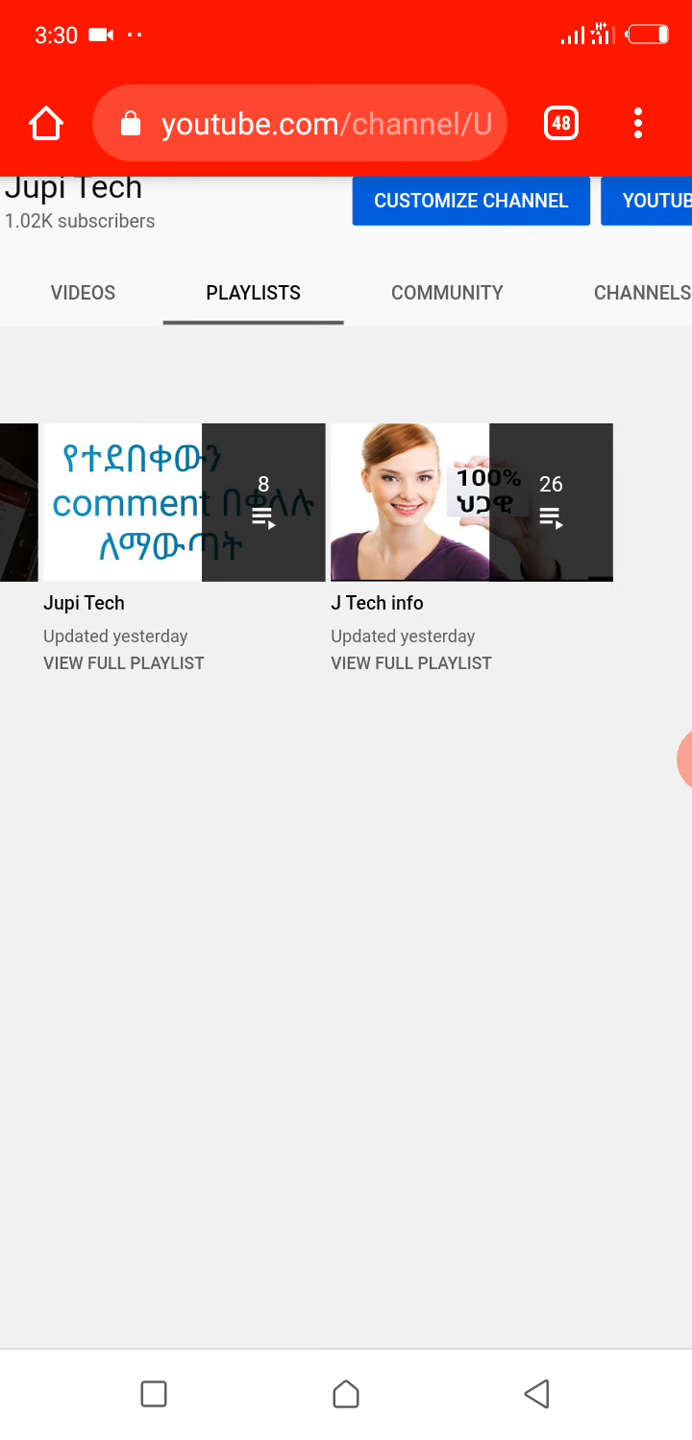 3:30
H+
youtube.com/channel/U
48
Jupi Tech
1.02K subscribers
CUSTOMIZE CHANNEL
YOUTUB
VIDEOS
PLAYLISTS
COMMUNITY
CHANNELS
የተደበቀውን
comment በቀላሉ
ለማውጣት
8
100%
ህጋዊ
26
Jupi Tech
Updated yesterday
VIEW FULL PLAYLIST
J Tech info
Updated yesterday
VIEW FULL PLAYLIST